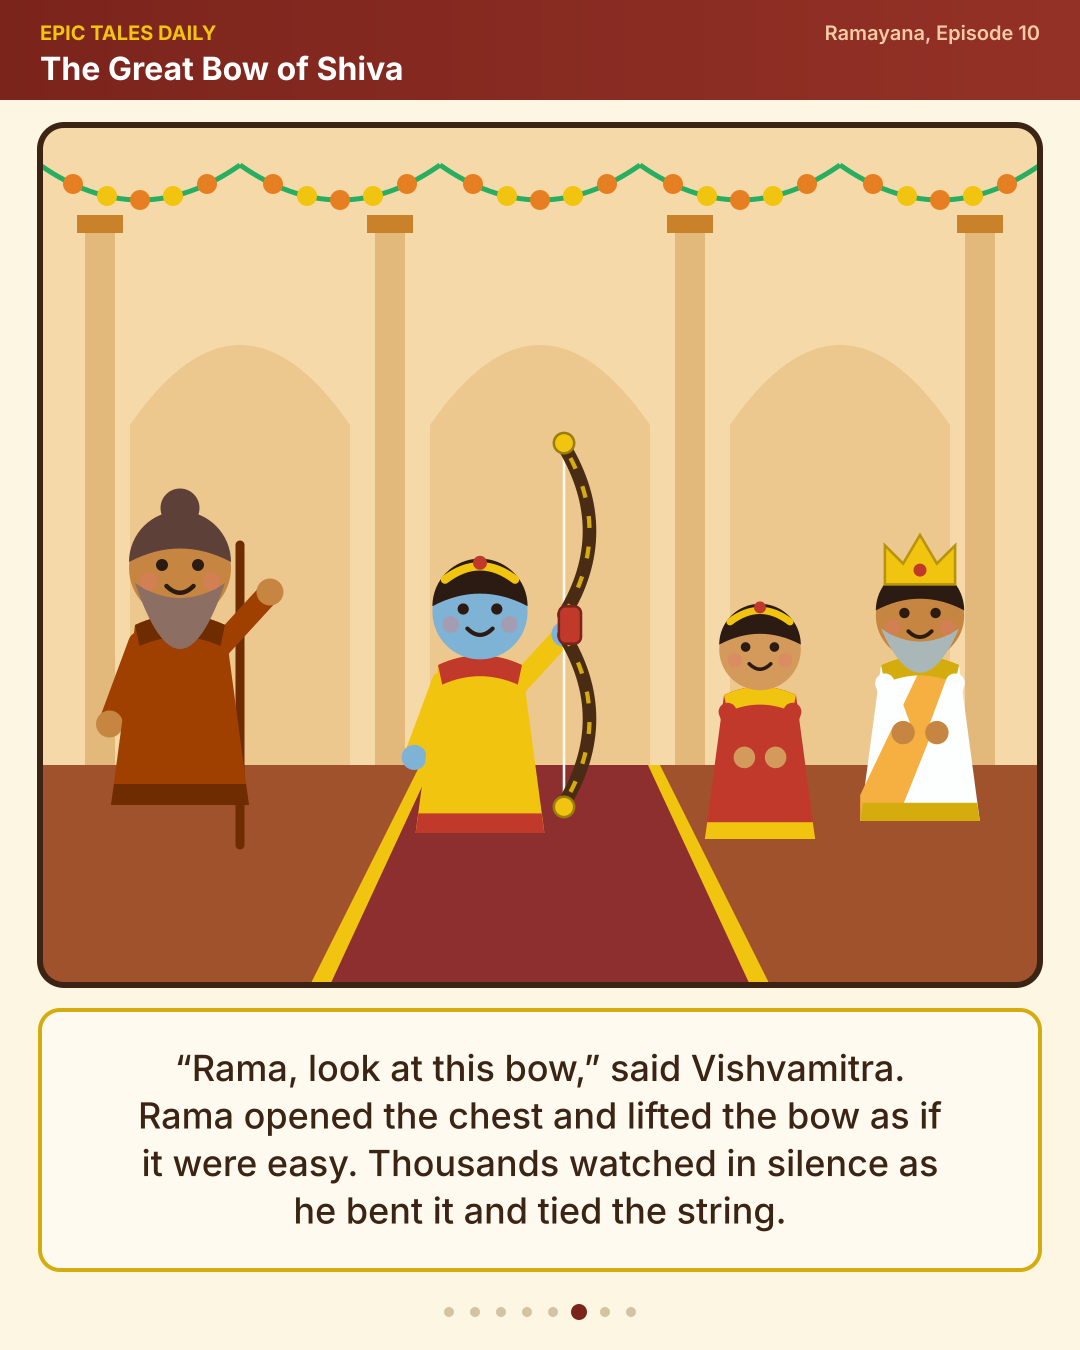 EPIC TALES DAILY
Ramayana, Episode 10
The Great Bow of Shiva
“Rama, look at this bow,” said Vishvamitra.
Rama opened the chest and lifted the bow as if
it were easy. Thousands watched in silence as
he bent it and tied the string.